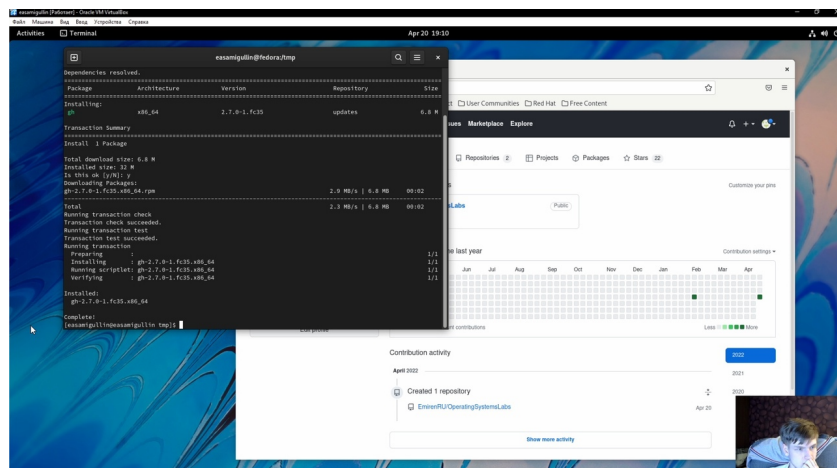 easamigullin [Работает] - Oracle VM VirtualBox
Файл Машина Вид Ввод Устройства Справка
Activities Terminal Apr 20 19:10
easamigullin@fedora:/tmp
Dependencies resolved.
Package Architecture Version Repository Size
Installing:
gh x86_64 2.7.0-1.fc35 updates 6.8 M
Transaction Summary
Install 1 Package
Total download size: 6.8 M
Installed size: 32 M
Is this ok [y/N]: y
Downloading Packages:
gh-2.7.0-1.fc35.x86_64.rpm 2.9 MB/s | 6.8 MB 00:02
Total 2.3 MB/s | 6.8 MB 00:02
Running transaction check
Transaction check succeeded.
Running transaction test
Transaction test succeeded.
Running transaction
Preparing : 1/1
Installing : gh-2.7.0-1.fc35.x86_64 1/1
Running scriptlet: gh-2.7.0-1.fc35.x86_64 1/1
Verifying : gh-2.7.0-1.fc35.x86_64 1/1
Installed:
gh-2.7.0-1.fc35.x86_64
Complete!
[easamigullin@easamigullin tmp]$
User Communities Red Hat Free Content
ues Marketplace Explore
Repositories 2 Projects Packages Stars 22
Customize your pins
sLabs Public
e last year Contribution settings
Jun Jul Aug Sep Oct Nov Dec Jan Feb Mar Apr
t contributions Less More
Edit profile
Contribution activity
2022
April 2022
2021
Created 1 repository
2020
EmirenRU/OperatingSystemsLabs Apr 20
Show more activity